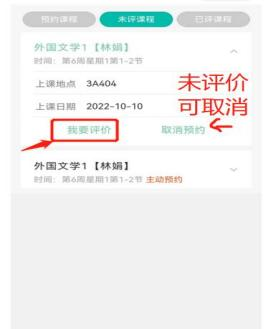 预约课程 未评课程 已评课程
外国文学1【林娟】
时间：第6周星期1第1-2节
上课地点 3A404
上课日期 2022-10-10
未评价
可取消
我要评价 取消预约
外国文学1【林娟】
时间：第6周星期1第1-2节 主动预约